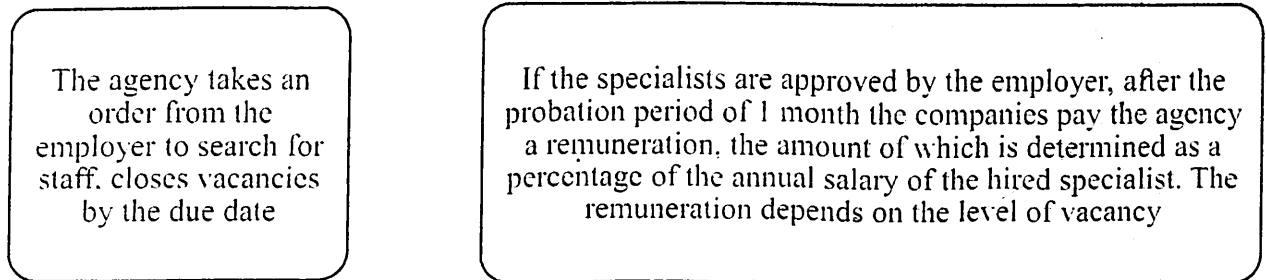 The agency takes an
order from the
employer to search for
staff, closes vacancies
by the due date
If the specialists are approved by the employer, after the
probation period of 1 month the companies pay the agency
a remuneration, the amount of which is determined as a
percentage of the annual salary of the hired specialist. The
remuneration depends on the level of vacancy